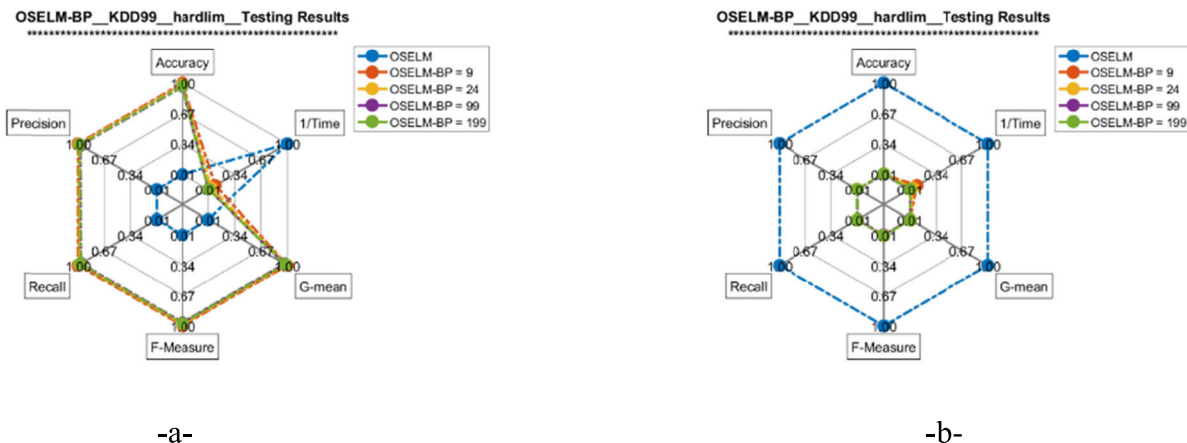 OSELM-BP__KDD99__hardlim__Testing Results
*********************************************************
OSELM
OSELM-BP = 9
OSELM-BP = 24
OSELM-BP = 99
OSELM-BP = 199
Accuracy
1.00
0.67
0.34
0.01
1/Time
1.00
0.67
0.34
0.01
Precision
1.00
0.67
0.34
0.01
Recall
1.00
0.67
0.34
0.01
F-Measure
1.00
0.67
0.34
0.01
G-mean
1.00
0.67
0.34
0.01
-a-
OSELM-BP__KDD99__hardlim__Testing Results
*********************************************************
OSELM
OSELM-BP = 9
OSELM-BP = 24
OSELM-BP = 99
OSELM-BP = 199
Accuracy
1.00
0.67
0.34
0.01
1/Time
1.00
0.67
0.34
0.01
Precision
1.00
0.67
0.34
0.01
Recall
1.00
0.67
0.34
0.01
F-Measure
1.00
0.67
0.34
0.01
G-mean
1.00
0.67
0.34
0.01
-b-